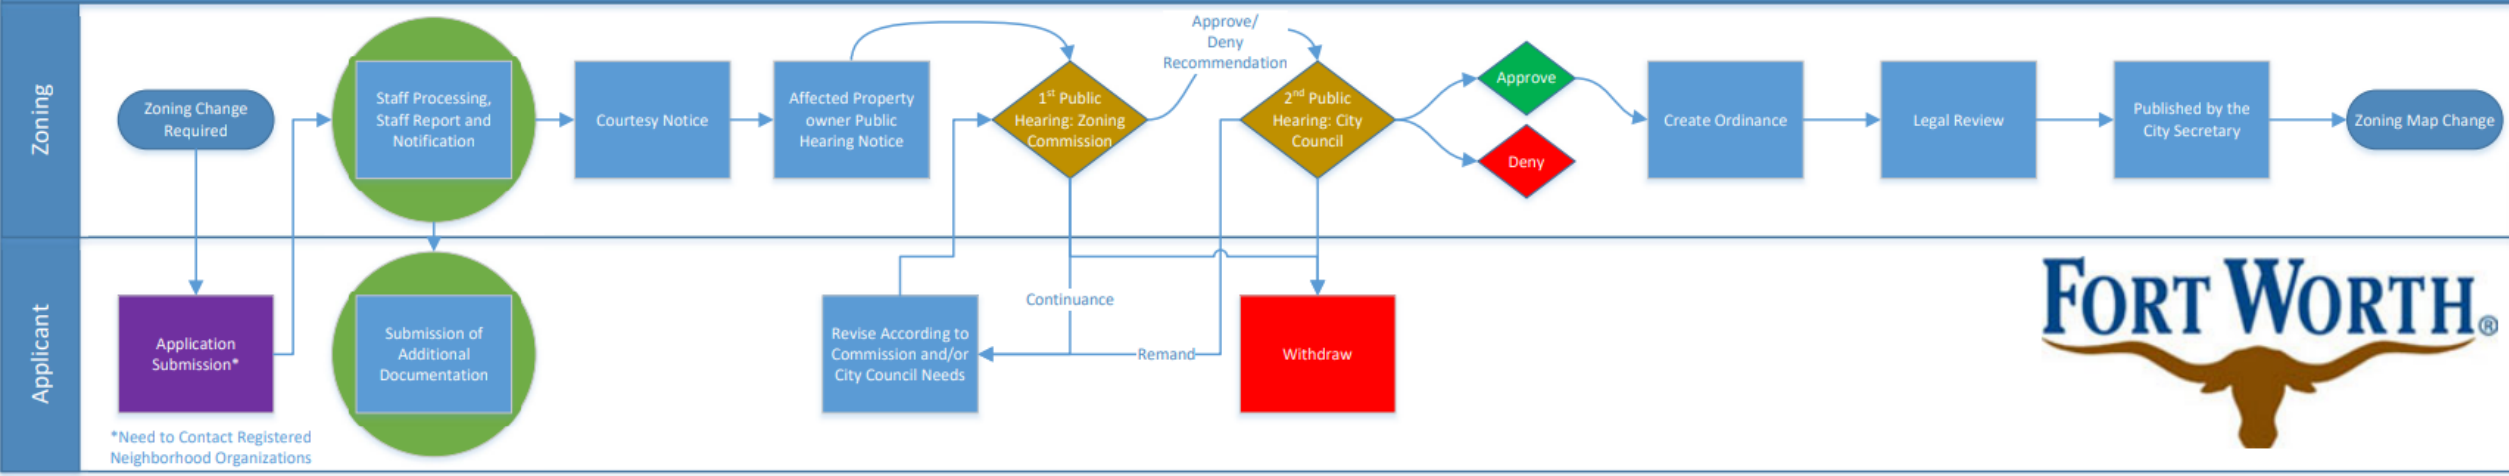 Zoning
Zoning Change
Required
Staff Processing,
Staff Report and
Notification
Courtesy Notice
Affected Property
owner Public
Hearing Notice
1st Public
Hearing: Zoning
Commission
Approve/
Deny
Recommendation
2nd Public
Hearing: City
Council
Approve
Deny
Create Ordinance
Legal Review
Published by the
City Secretary
Zoning Map Change
Applicant
Application
Submission*
*Need to Contact Registered
Neighborhood Organizations
Submission of
Additional
Documentation
Revise According to
Commission and/or
City Council Needs
Continuance
Remand
Withdraw
FORT WORTH®